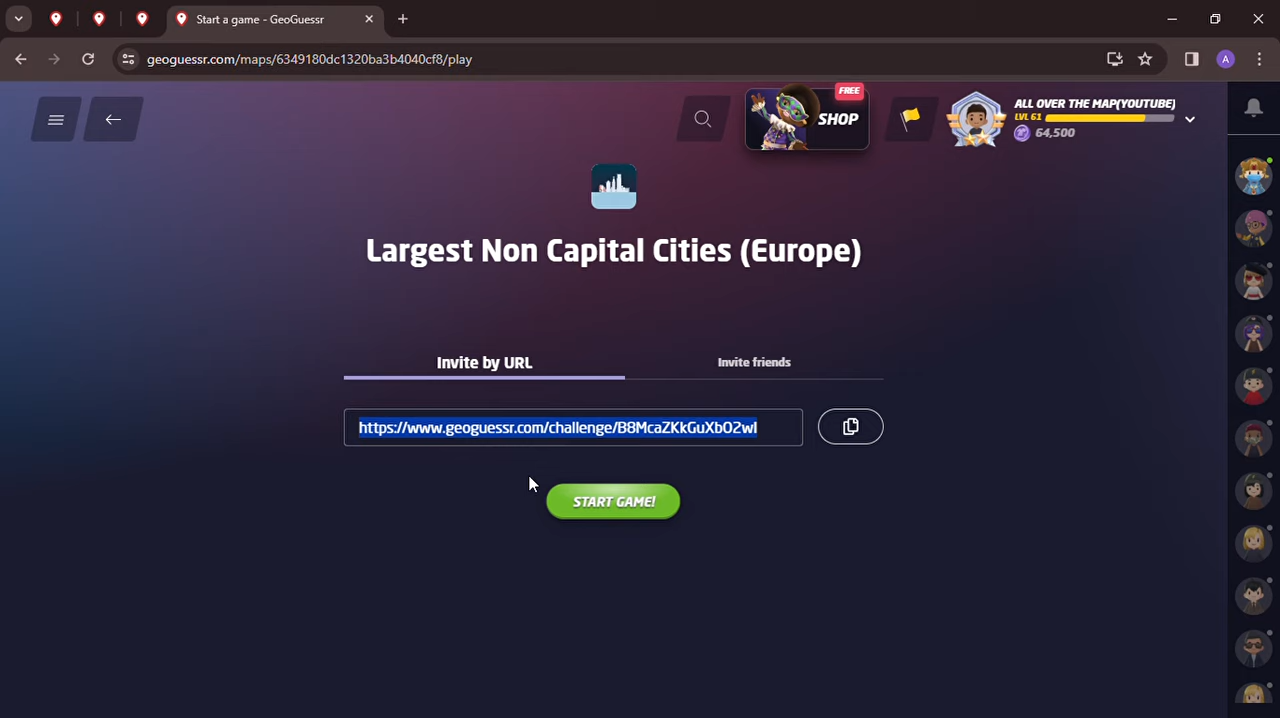 Start a game - GeoGuessr
geoguessr.com/maps/6349180dc1320ba3b4040cf8/play
A
FREE
SHOP
ALL OVER THE MAP(YOUTUBE)
LVL 61
64,500
Largest Non Capital Cities (Europe)
Invite by URL
Invite friends
https://www.geoguessr.com/challenge/B8McaZKkGuXbO2wI
START GAME!